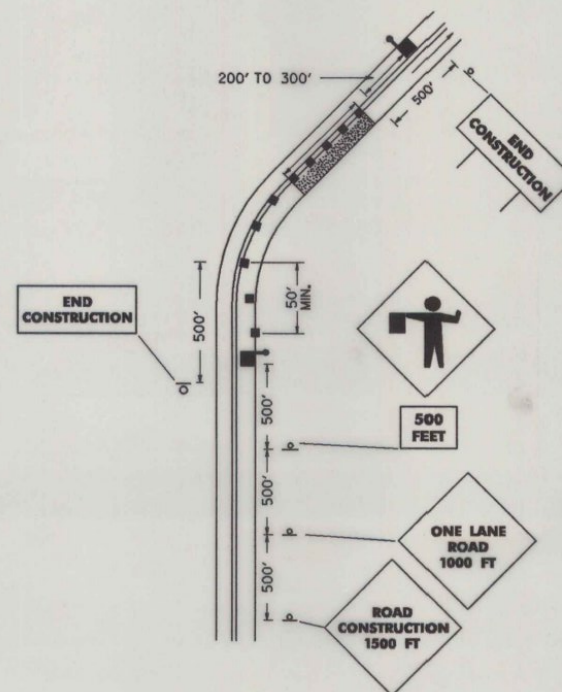 200' TO 300'
500'
END
CONSTRUCTION
END
CONSTRUCTION
500'
50'
MIN.
500'
500
FEET
500'
ONE LANE
ROAD
1000 FT
500'
ROAD
CONSTRUCTION
1500 FT